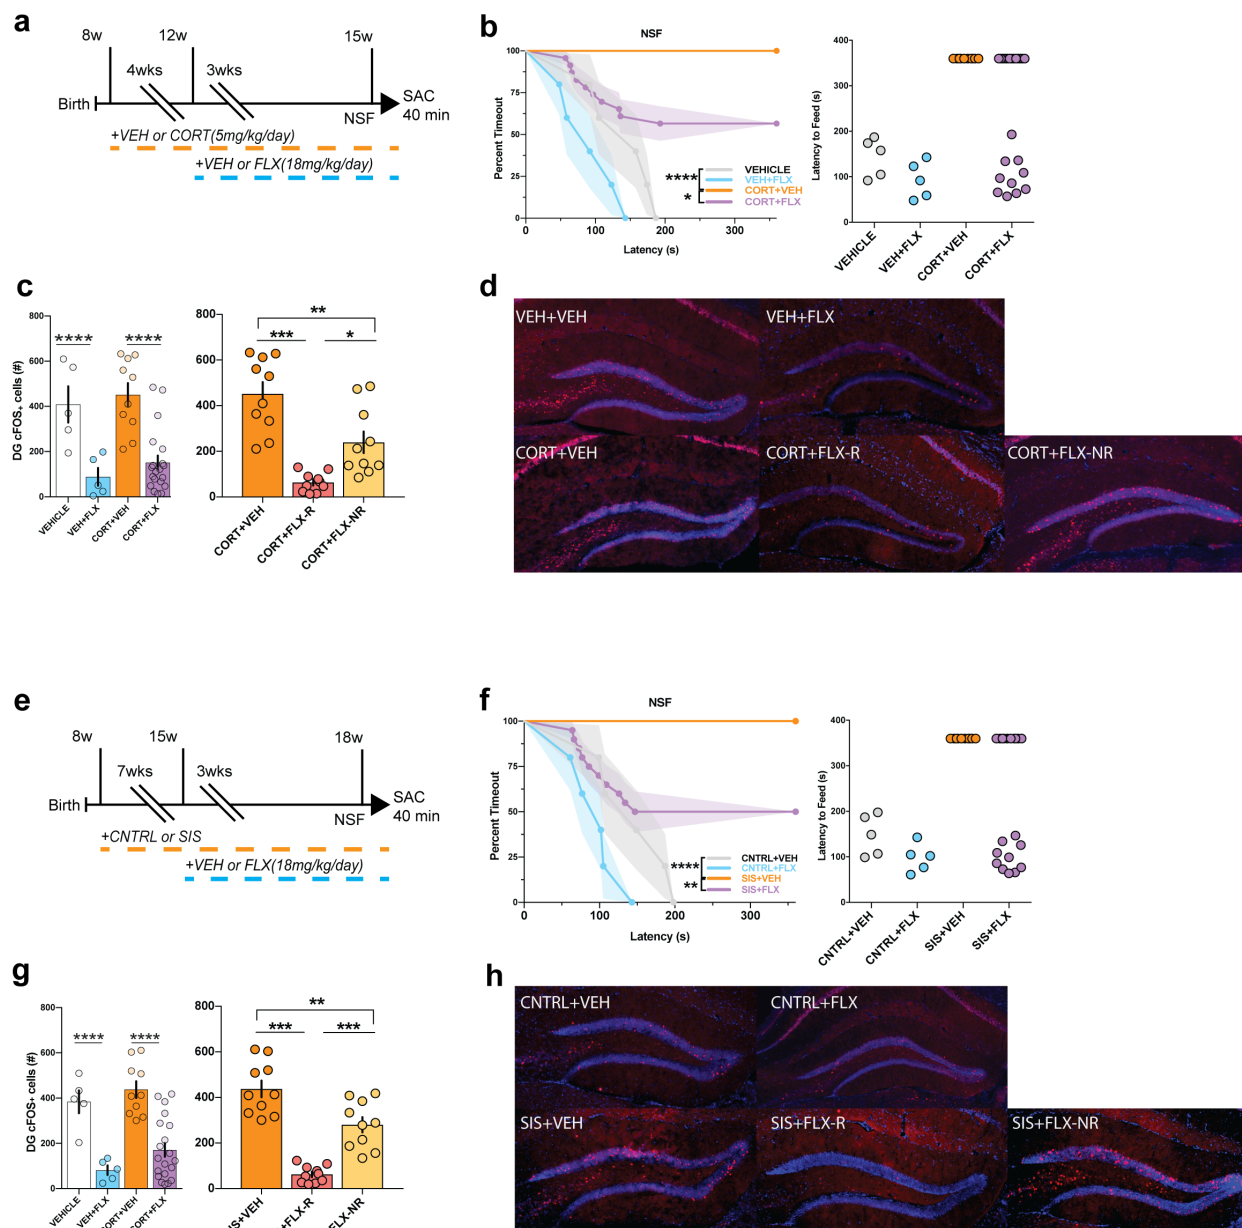 a
8w
12w
15w
4wks
3wks
Birth
SAC
40 min
NSF
+VEH or CORT(5mg/kg/day)
+VEH or FLX(18mg/kg/day)
b
NSF
Percent Timeout
100
75
50
25
0
0
100
200
300
Latency (s)
****
*
VEHICLE
VEH+FLX
CORT+VEH
CORT+FLX
Latency to Feed (s)
400
300
200
100
0
VEHICLE
VEH+FLX
CORT+VEH
CORT+FLX
c
DG cFOS+ cells (#)
800
600
400
200
0
****
****
VEHICLE
VEH+FLX
CORT+VEH
CORT+FLX
800
600
400
200
0
**
***
*
CORT+VEH
CORT+FLX-R
CORT+FLX-NR
d
VEH+VEH
VEH+FLX
CORT+VEH
CORT+FLX-R
CORT+FLX-NR
e
8w
15w
18w
7wks
3wks
Birth
SAC
40 min
NSF
+CNTRL or SIS
+VEH or FLX(18mg/kg/day)
f
NSF
Percent Timeout
100
75
50
25
0
0
100
200
300
Latency (s)
****
**
CNTRL+VEH
CNTRL+FLX
SIS+VEH
SIS+FLX
Latency to Feed (s)
400
300
200
100
0
CNTRL+VEH
CNTRL+FLX
SIS+VEH
SIS+FLX
g
DG cFOS+ cells (#)
800
600
400
200
0
****
****
VEHICLE
VEH+FLX
CORT+VEH
CORT+FLX
800
600
400
200
0
**
***
***
SIS+VEH
+FLX-R
FLX-NR
h
CNTRL+VEH
CNTRL+FLX
SIS+VEH
SIS+FLX-R
SIS+FLX-NR